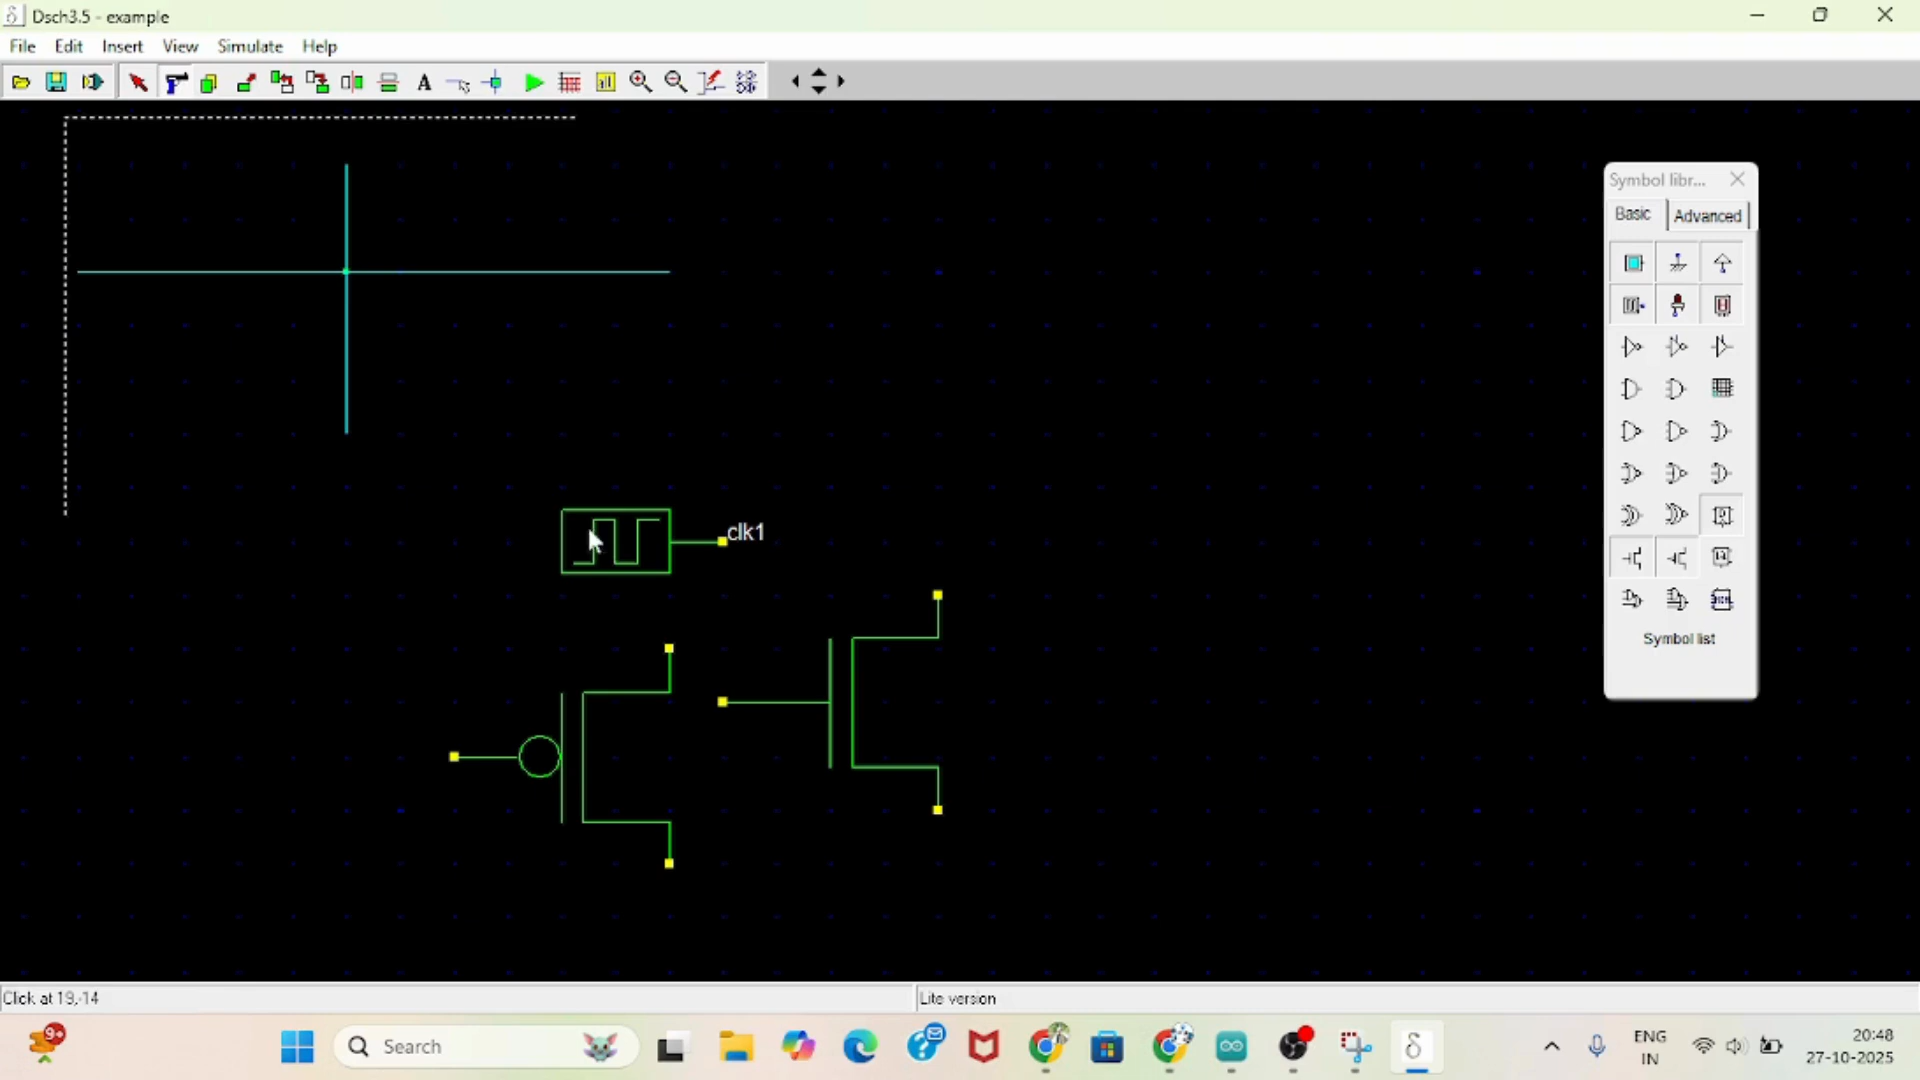 Dsch3.5 - example
File Edit Insert View Simulate Help
A
Symbol libr...
Basic Advanced
clk1
Symbol list
Click at 19,-14
Lite version
9+
Search
ENG
IN
20:48
27-10-2025